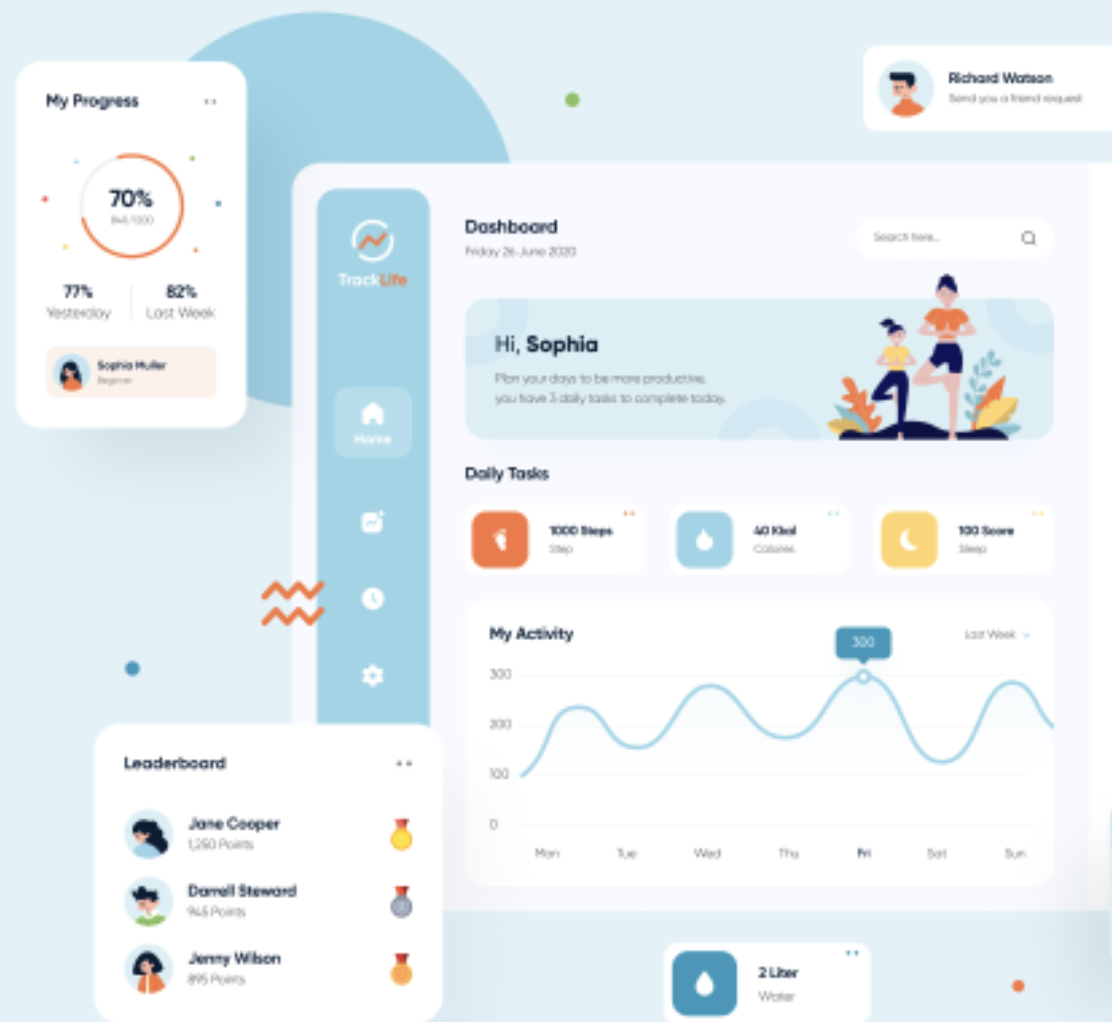 My Progress
70%
840/1200
77%
Yesterday
82%
Last Week
Sophia Muller
Beginner
Richard Watson
Send you a friend request
TrackLife
Home
Dashboard
Friday 26 June 2020
Search here...
Hi, Sophia
Plan your days to be more productive,
you have 3 daily tasks to complete today.
Daily Tasks
1000 Steps
Step
40 Kkal
Calories
100 Score
Sleep
My Activity
Last Week
300
300
200
100
0
Mon
Tue
Wed
Thu
Fri
Sat
Sun
Leaderboard
Jane Cooper
1,250 Points
Darrell Steward
945 Points
Jenny Wilson
895 Points
2 Liter
Water